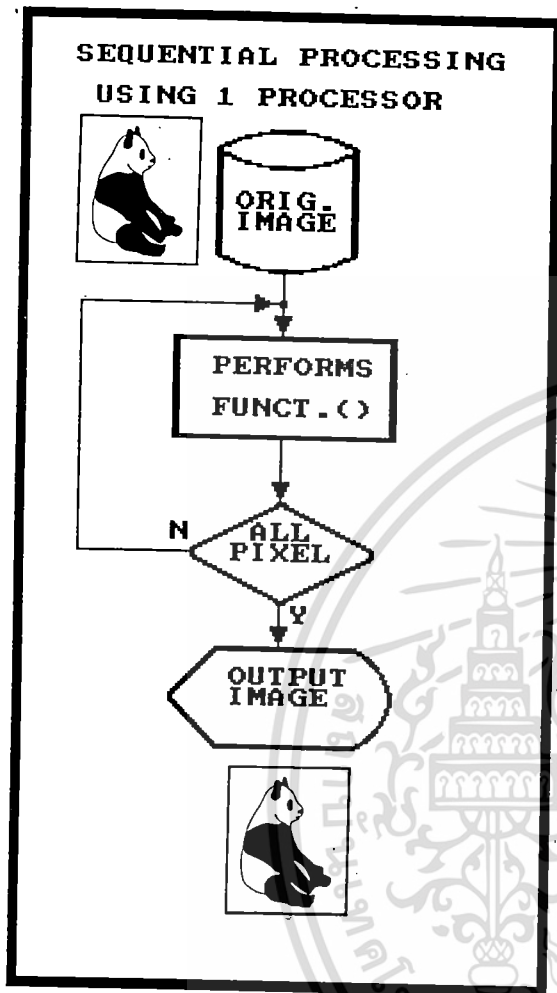 SEQUENTIAL PROCESSING
USING 1 PROCESSOR
ORIG.
IMAGE
PERFORMS
FUNCT.()
ALL
PIXEL
N
Y
OUTPUT
IMAGE